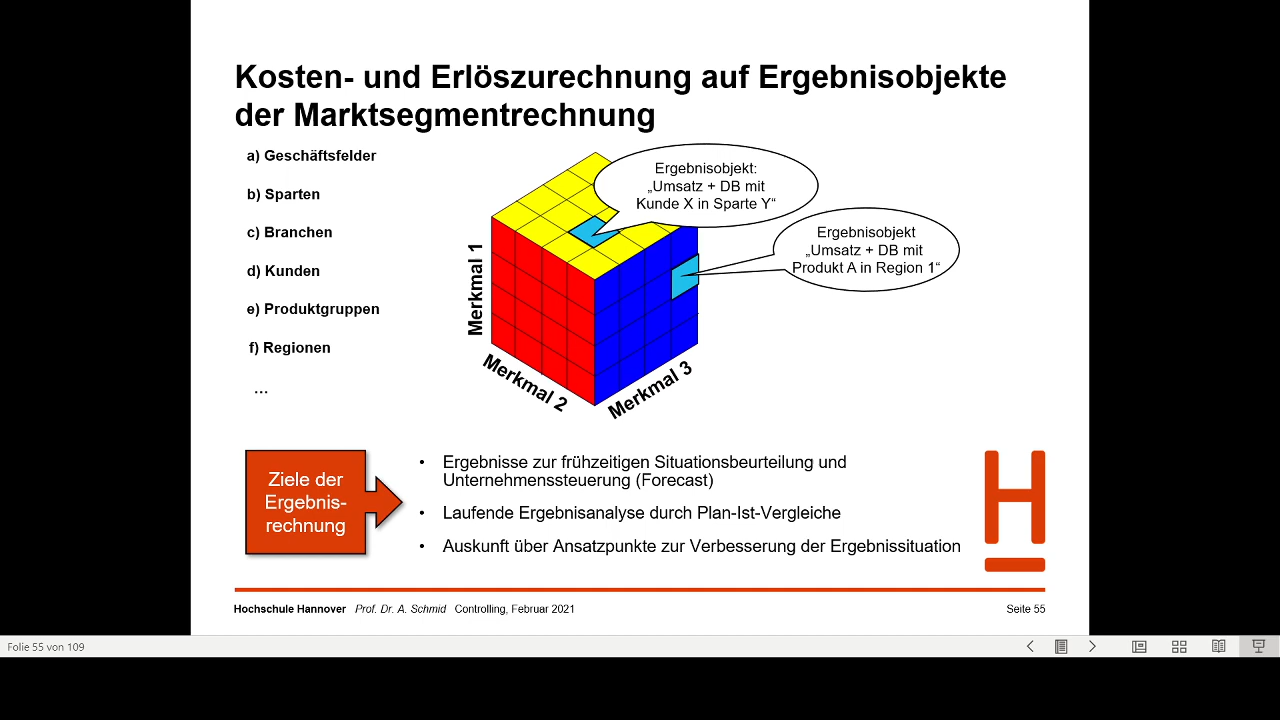 Kosten- und Erlöszurechnung auf Ergebnisobjekte
der Marktsegmentrechnung
a) Geschäftsfelder
b) Sparten
c) Branchen
d) Kunden
e) Produktgruppen
f) Regionen
...
Merkmal 1
Merkmal 2
Merkmal 3
Ergebnisobjekt:
„Umsatz + DB mit
Kunde X in Sparte Y“
Ergebnisobjekt
„Umsatz + DB mit
Produkt A in Region 1“
Ziele der
Ergebnis-
rechnung
• Ergebnisse zur frühzeitigen Situationsbeurteilung und
Unternehmenssteuerung (Forecast)
• Laufende Ergebnisanalyse durch Plan-Ist-Vergleiche
• Auskunft über Ansatzpunkte zur Verbesserung der Ergebnissituation
H
Hochschule Hannover Prof. Dr. A. Schmid Controlling, Februar 2021
Seite 55
Folie 55 von 109